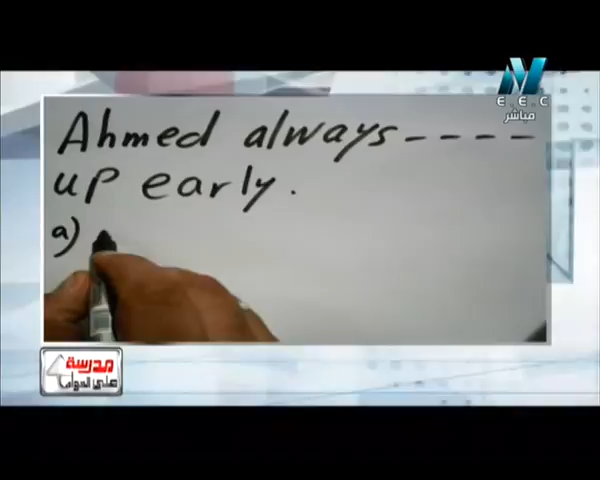 E.E.C
مباشر
Ahmed always ----
up early.
a)
مدرسة
على الهواء